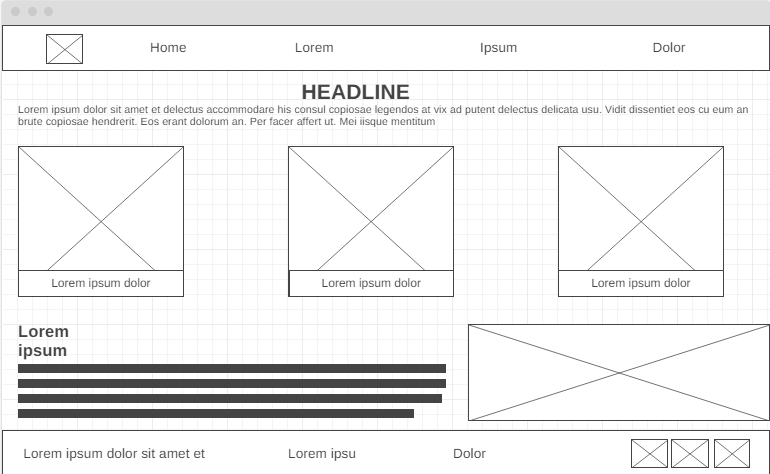 Home Lorem Ipsum Dolor
HEADLINE
Lorem ipsum dolor sit amet et delectus accommodare his consul copiosae legendos at vix ad putent delectus delicata usu. Vidit dissentiet eos cu eum an
brute copiosae hendrerit. Eos erant dolorum an. Per facer affert ut. Mei iisque mentitum
Lorem ipsum dolor Lorem ipsum dolor Lorem ipsum dolor
Lorem
ipsum
Lorem ipsum dolor sit amet et Lorem ipsu Dolor